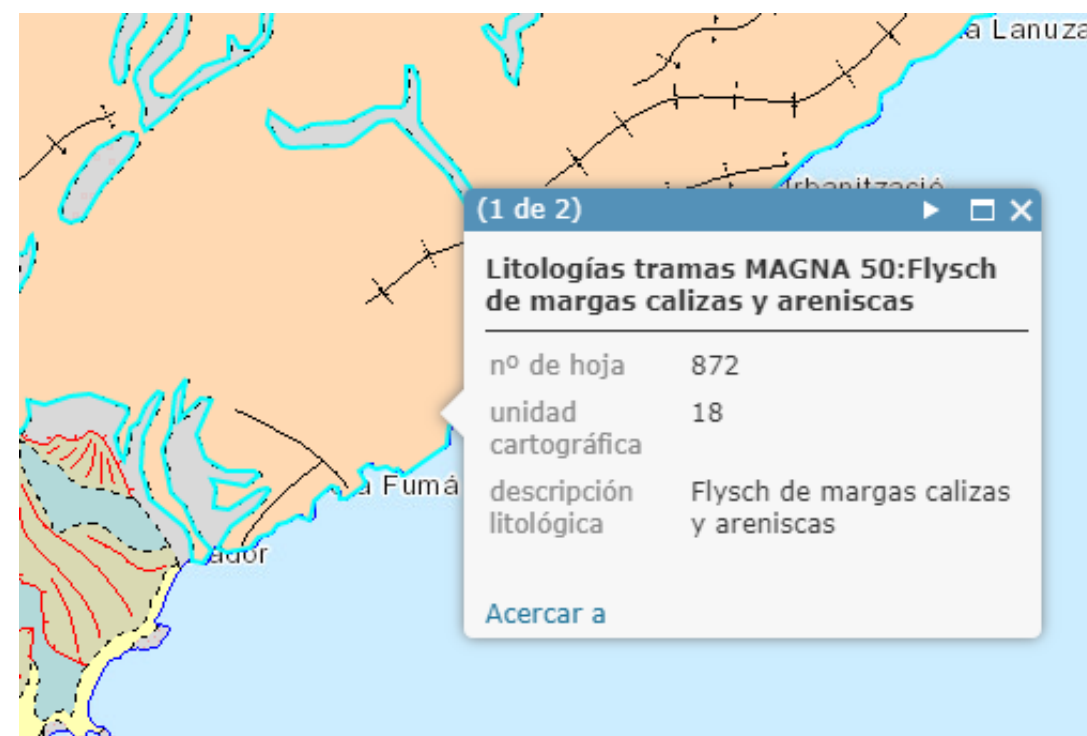 a Lanuza
Urbanització
(1 de 2)
Litologías tramas MAGNA 50:Flysch
de margas calizas y areniscas
nº de hoja 872
unidad 18
cartográfica
a Fumá
descripción Flysch de margas calizas
litológica y areniscas
ador
Acercar a